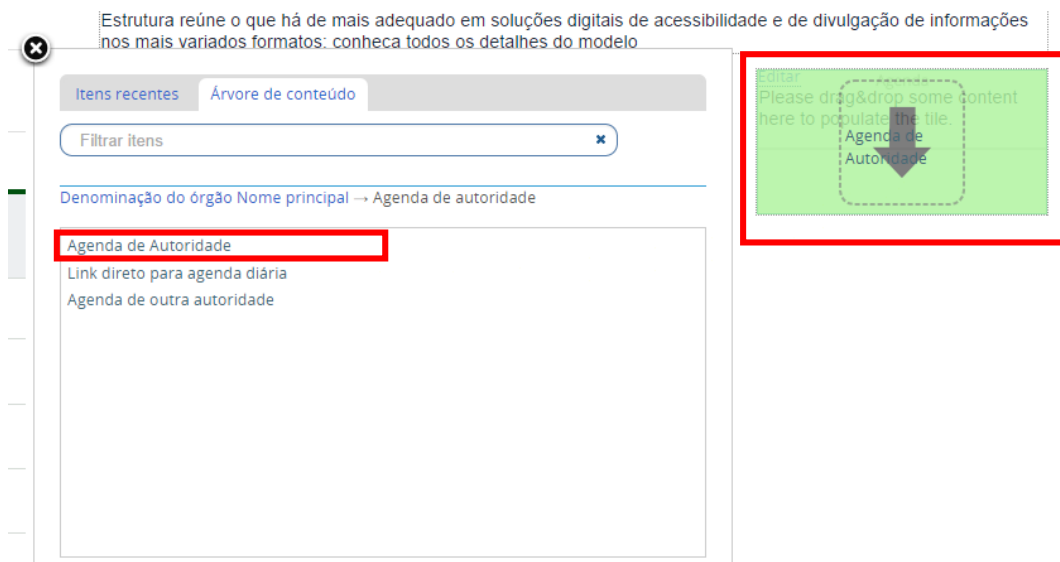 Estrutura reúne o que há de mais adequado em soluções digitais de acessibilidade e de divulgação de informações
nos mais variados formatos: conheca todos os detalhes do modelo
Itens recentes Árvore de conteúdo
Filtrar itens
Denominação do órgão Nome principal → Agenda de autoridade
Agenda de Autoridade
Link direto para agenda diária
Agenda de outra autoridade
Editar Agenda
Please drag&drop some content
here to populate the tile.
Agenda de
Autoridade